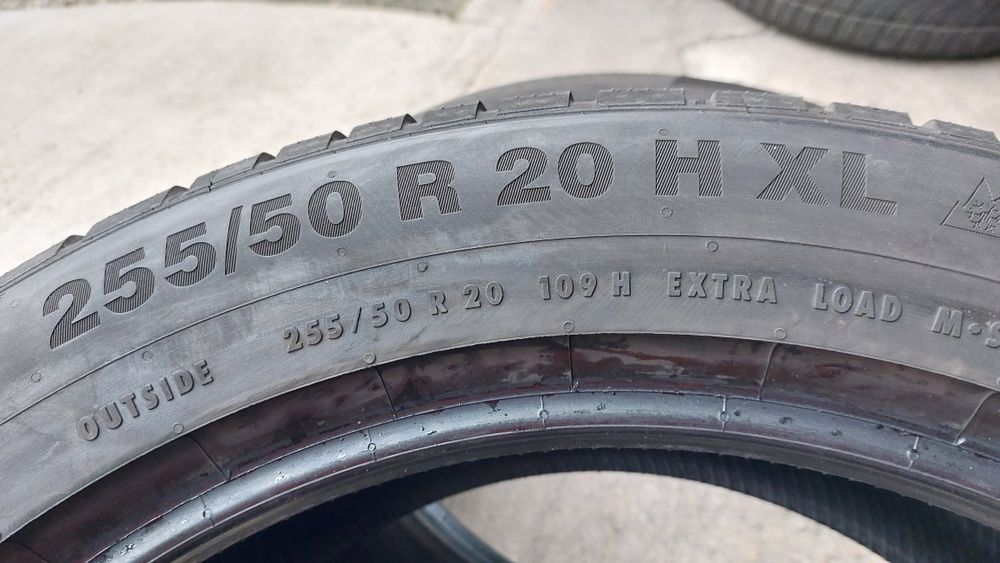 255/50 R 20 H XL
OUTSIDE 255/50 R 20 109 H EXTRA LOAD M•S